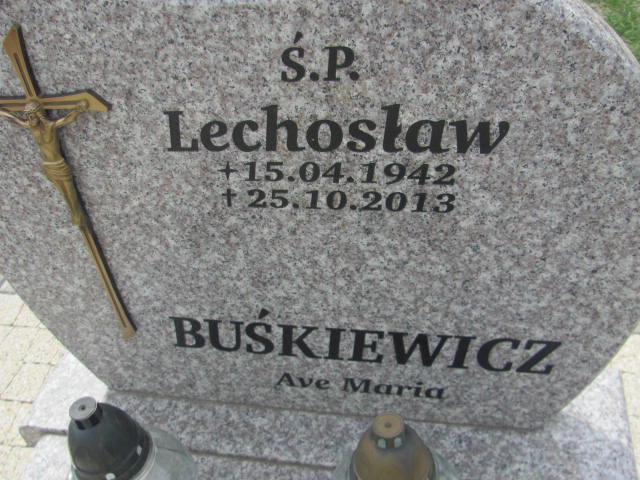 Ś.P.
Lechosław
+15.04.1942
†25.10.2013
BUŚKIEWICZ
Ave Maria